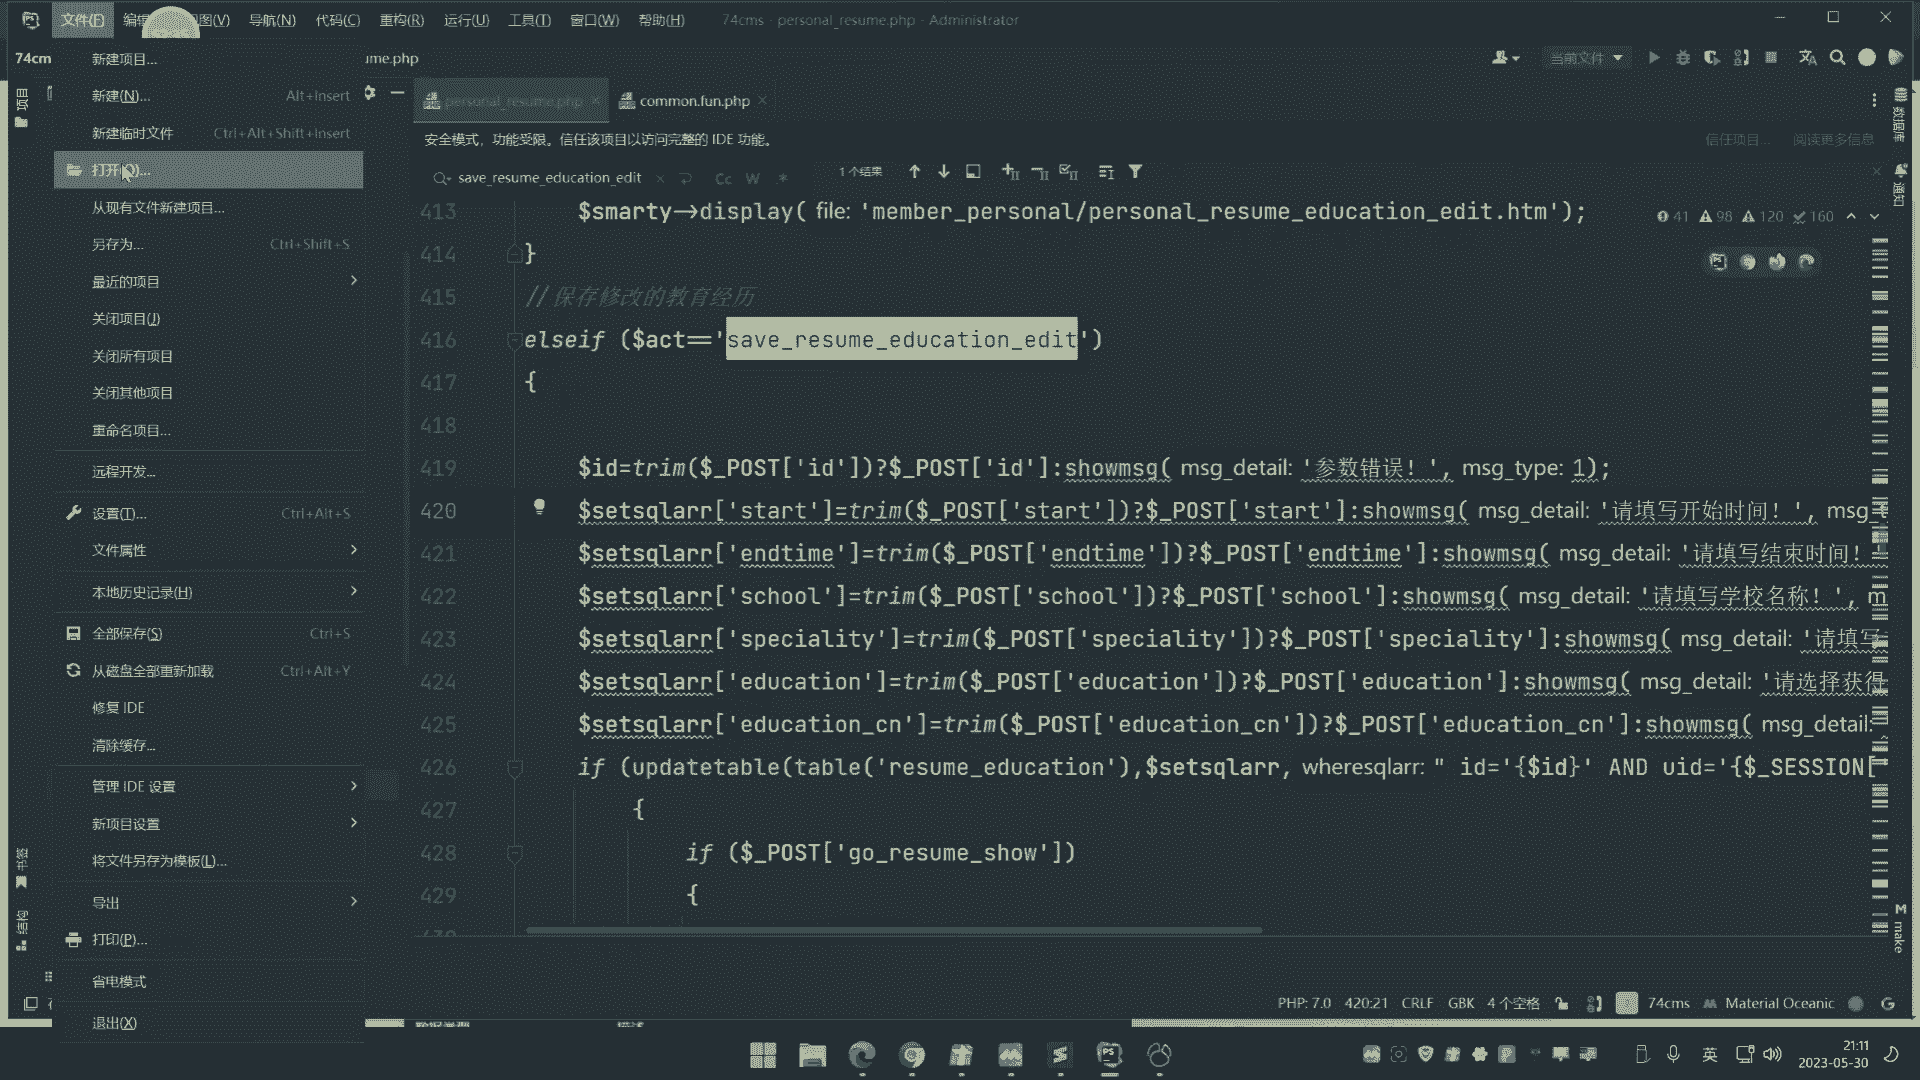 文件(F) 视图(V) 导航(N) 代码(C) 重构(R) 运行(U) 工具(T) 窗口(W) 帮助(H) 74cms - personal_resume.php - Administrator
74cm
me.php
当前文件
新建项目...
新建(N)... Alt+Insert
新建临时文件 Ctrl+Alt+Shift+Insert
打开(O)...
从现有文件新建项目...
另存为... Ctrl+Shift+S
最近的项目
关闭项目(J)
关闭所有项目
关闭其他项目
重命名项目...
远程开发...
设置(T)... Ctrl+Alt+S
文件属性
本地历史记录(H)
全部保存(S) Ctrl+S
从磁盘全部重新加载 Ctrl+Alt+Y
修复 IDE
清除缓存...
管理 IDE 设置
新项目设置
将文件另存为模板(L)...
导出
打印(P)...
省电模式
退出(X)
项目
书签
结构
personal_resume.php
common.fun.php
安全模式，功能受限。信任该项目以访问完整的 IDE 功能。 信任项目... 阅读更多信息
save_resume_education_edit Cc W * 1 个结果
41 98 120 160
413 $smarty->display( file: 'member_personal/personal_resume_education_edit.htm');
414 }
415 //保存修改的教育经历
416 elseif ($act=='save_resume_education_edit')
417 {
418
419 $id=trim($_POST['id'])?$_POST['id']:showmsg( msg_detail: '参数错误！', msg_type: 1);
420 $setsqlarr['start']=trim($_POST['start'])?$_POST['start']:showmsg( msg_detail: '请填写开始时间！', msg_t
421 $setsqlarr['endtime']=trim($_POST['endtime'])?$_POST['endtime']:showmsg( msg_detail: '请填写结束时间！
422 $setsqlarr['school']=trim($_POST['school'])?$_POST['school']:showmsg( msg_detail: '请填写学校名称！', m
423 $setsqlarr['speciality']=trim($_POST['speciality'])?$_POST['speciality']:showmsg( msg_detail: '请填写
424 $setsqlarr['education']=trim($_POST['education'])?$_POST['education']:showmsg( msg_detail: '请选择获得
425 $setsqlarr['education_cn']=trim($_POST['education_cn'])?$_POST['education_cn']:showmsg( msg_detail:
426 if (updatetable(table('resume_education'),$setsqlarr, wheresqlarr: " id='{$id}' AND uid='{$_SESSION['
427 {
428 if ($_POST['go_resume_show'])
429 {
数据库
通知
M make
PHP: 7.0 420:21 CRLF GBK 4 个空格 74cms Material Oceanic
英
21:11
2023-05-30